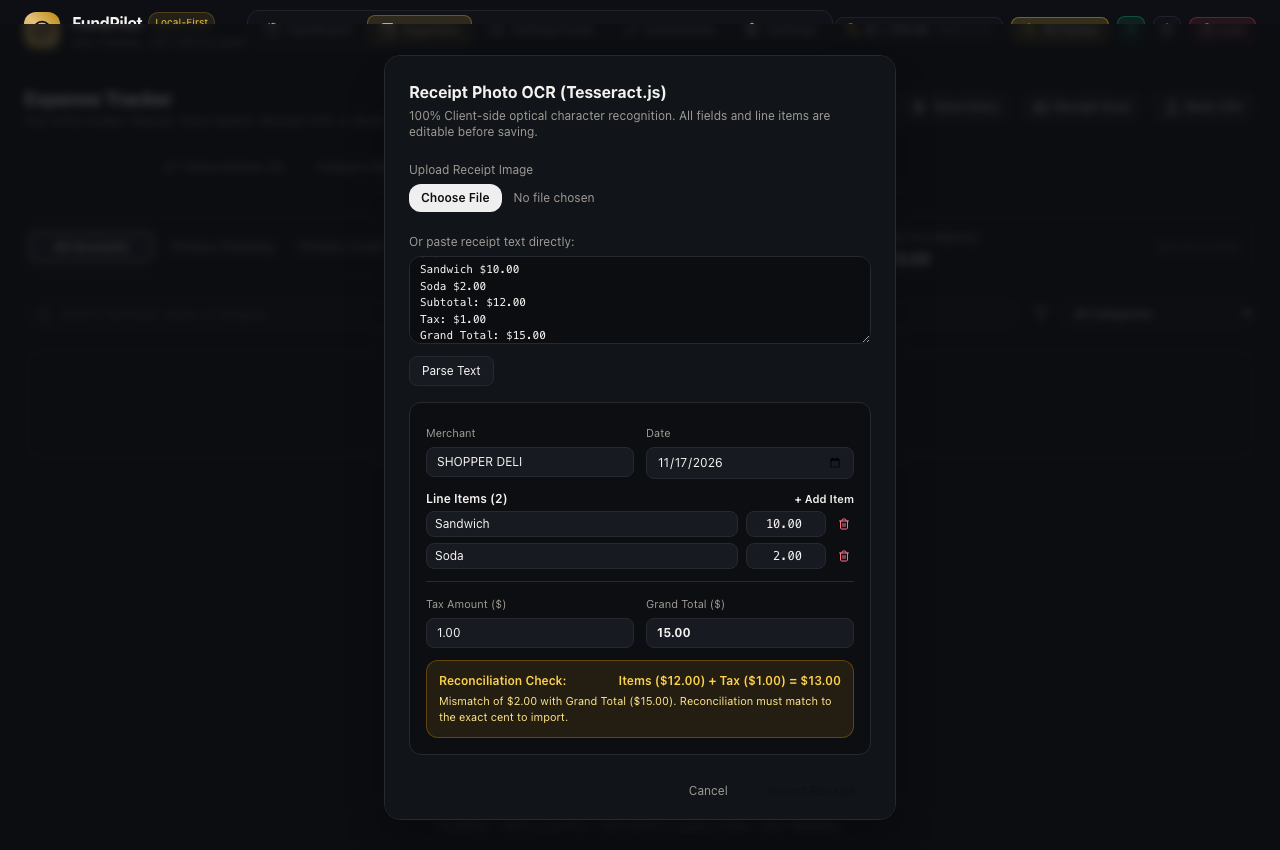 FundPilot
Local-First
Expense Tracker
Receipt Photo OCR (Tesseract.js)
100% Client-side optical character recognition. All fields and line items are
editable before saving.
Upload Receipt Image
Choose File No file chosen
Or paste receipt text directly:
Sandwich $10.00
Soda $2.00
Subtotal: $12.00
Tax: $1.00
Grand Total: $15.00
Parse Text
Merchant Date
SHOPPER DELI 11/17/2026
Line Items (2) + Add Item
Sandwich 10.00
Soda 2.00
Tax Amount ($) Grand Total ($)
1.00 15.00
Reconciliation Check: Items ($12.00) + Tax ($1.00) = $13.00
Mismatch of $2.00 with Grand Total ($15.00). Reconciliation must match to
the exact cent to import.
Cancel